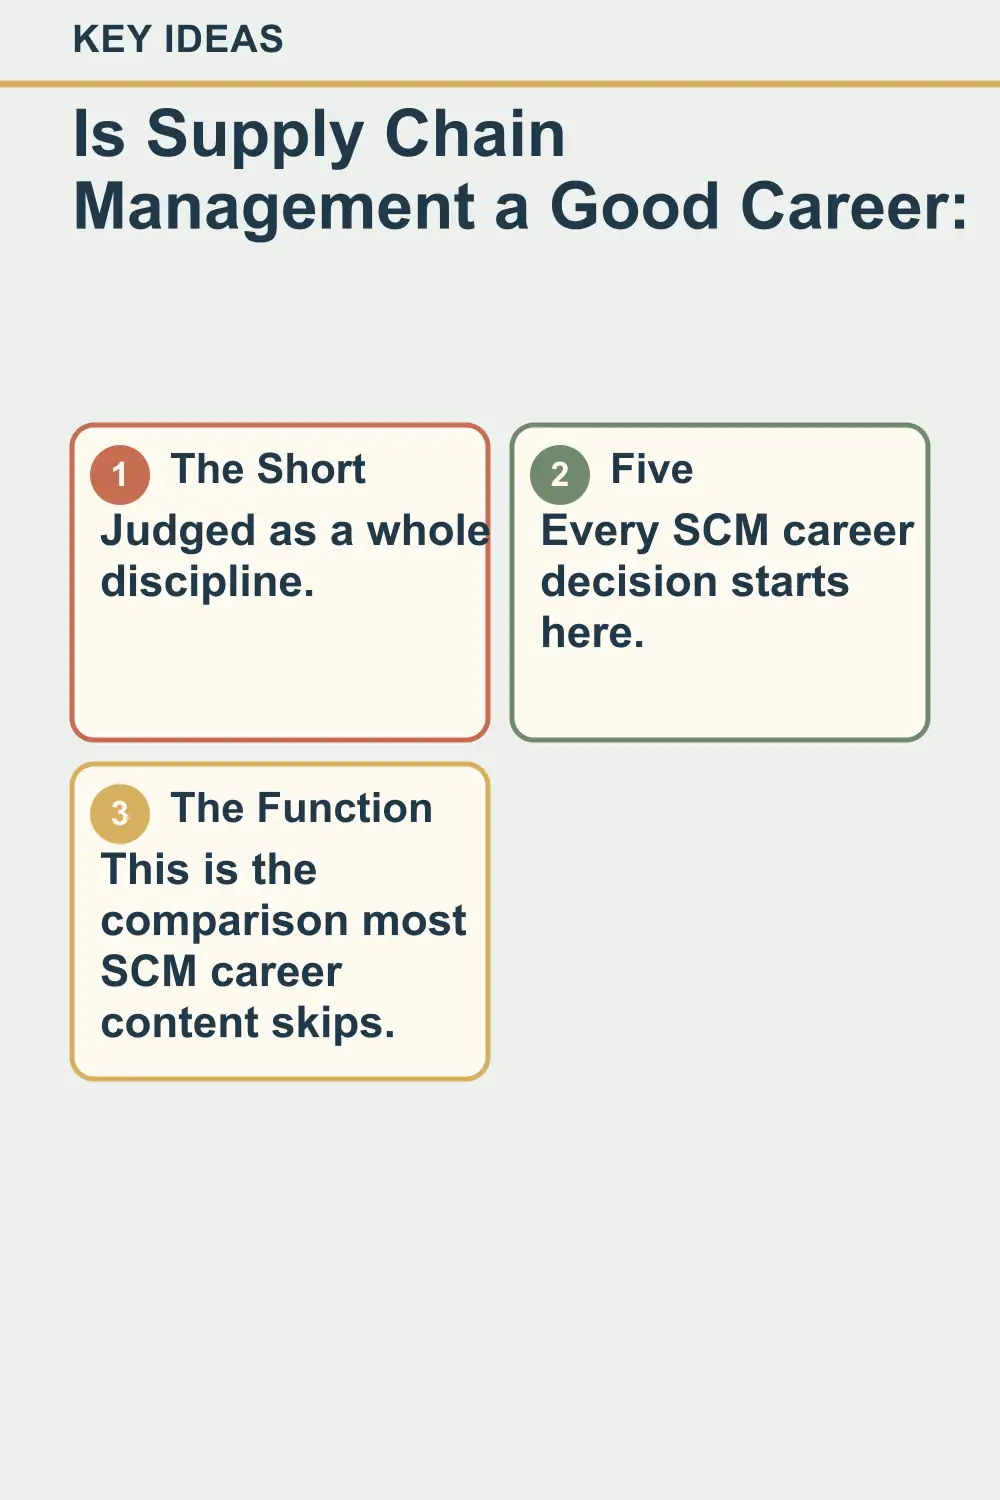 KEY IDEAS
Is Supply Chain
Management a Good Career:
1 The Short
Judged as a whole
discipline.
2 Five
Every SCM career
decision starts
here.
3 The Function
This is the
comparison most
SCM career
content skips.